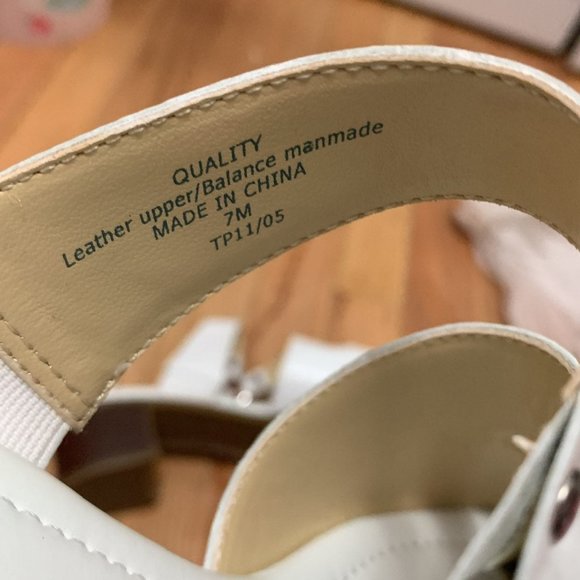 QUALITY
Leather upper/Balance manmade
MADE IN CHINA
7M
TP11/05